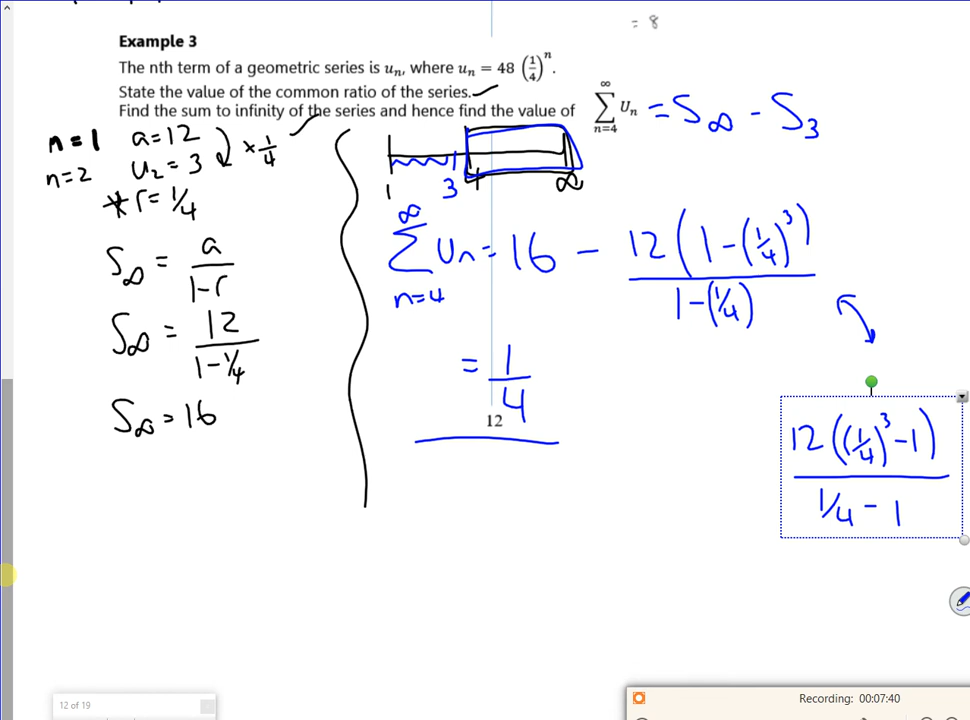 = 8
Example 3
The nth term of a geometric series is uₙ, where uₙ = 48 (1/4)ⁿ.
State the value of the common ratio of the series.
Find the sum to infinity of the series and hence find the value of
∞ ∑ n=4 Uₙ = S∞ - S₃
n=1 a=12
n=2 U₂ = 3 × 1/4
* r = 1/4
S∞ = a/(1-r)
S∞ = 12/(1-1/4)
S∞ = 16
1 3 4 ∞
∞ ∑ n=4 Uₙ = 16 - 12(1-(1/4)³)/(1-(1/4))
= 1/4
12
12((1/4)³-1)/(1/4 - 1)
12 of 19
Recording: 00:07:40